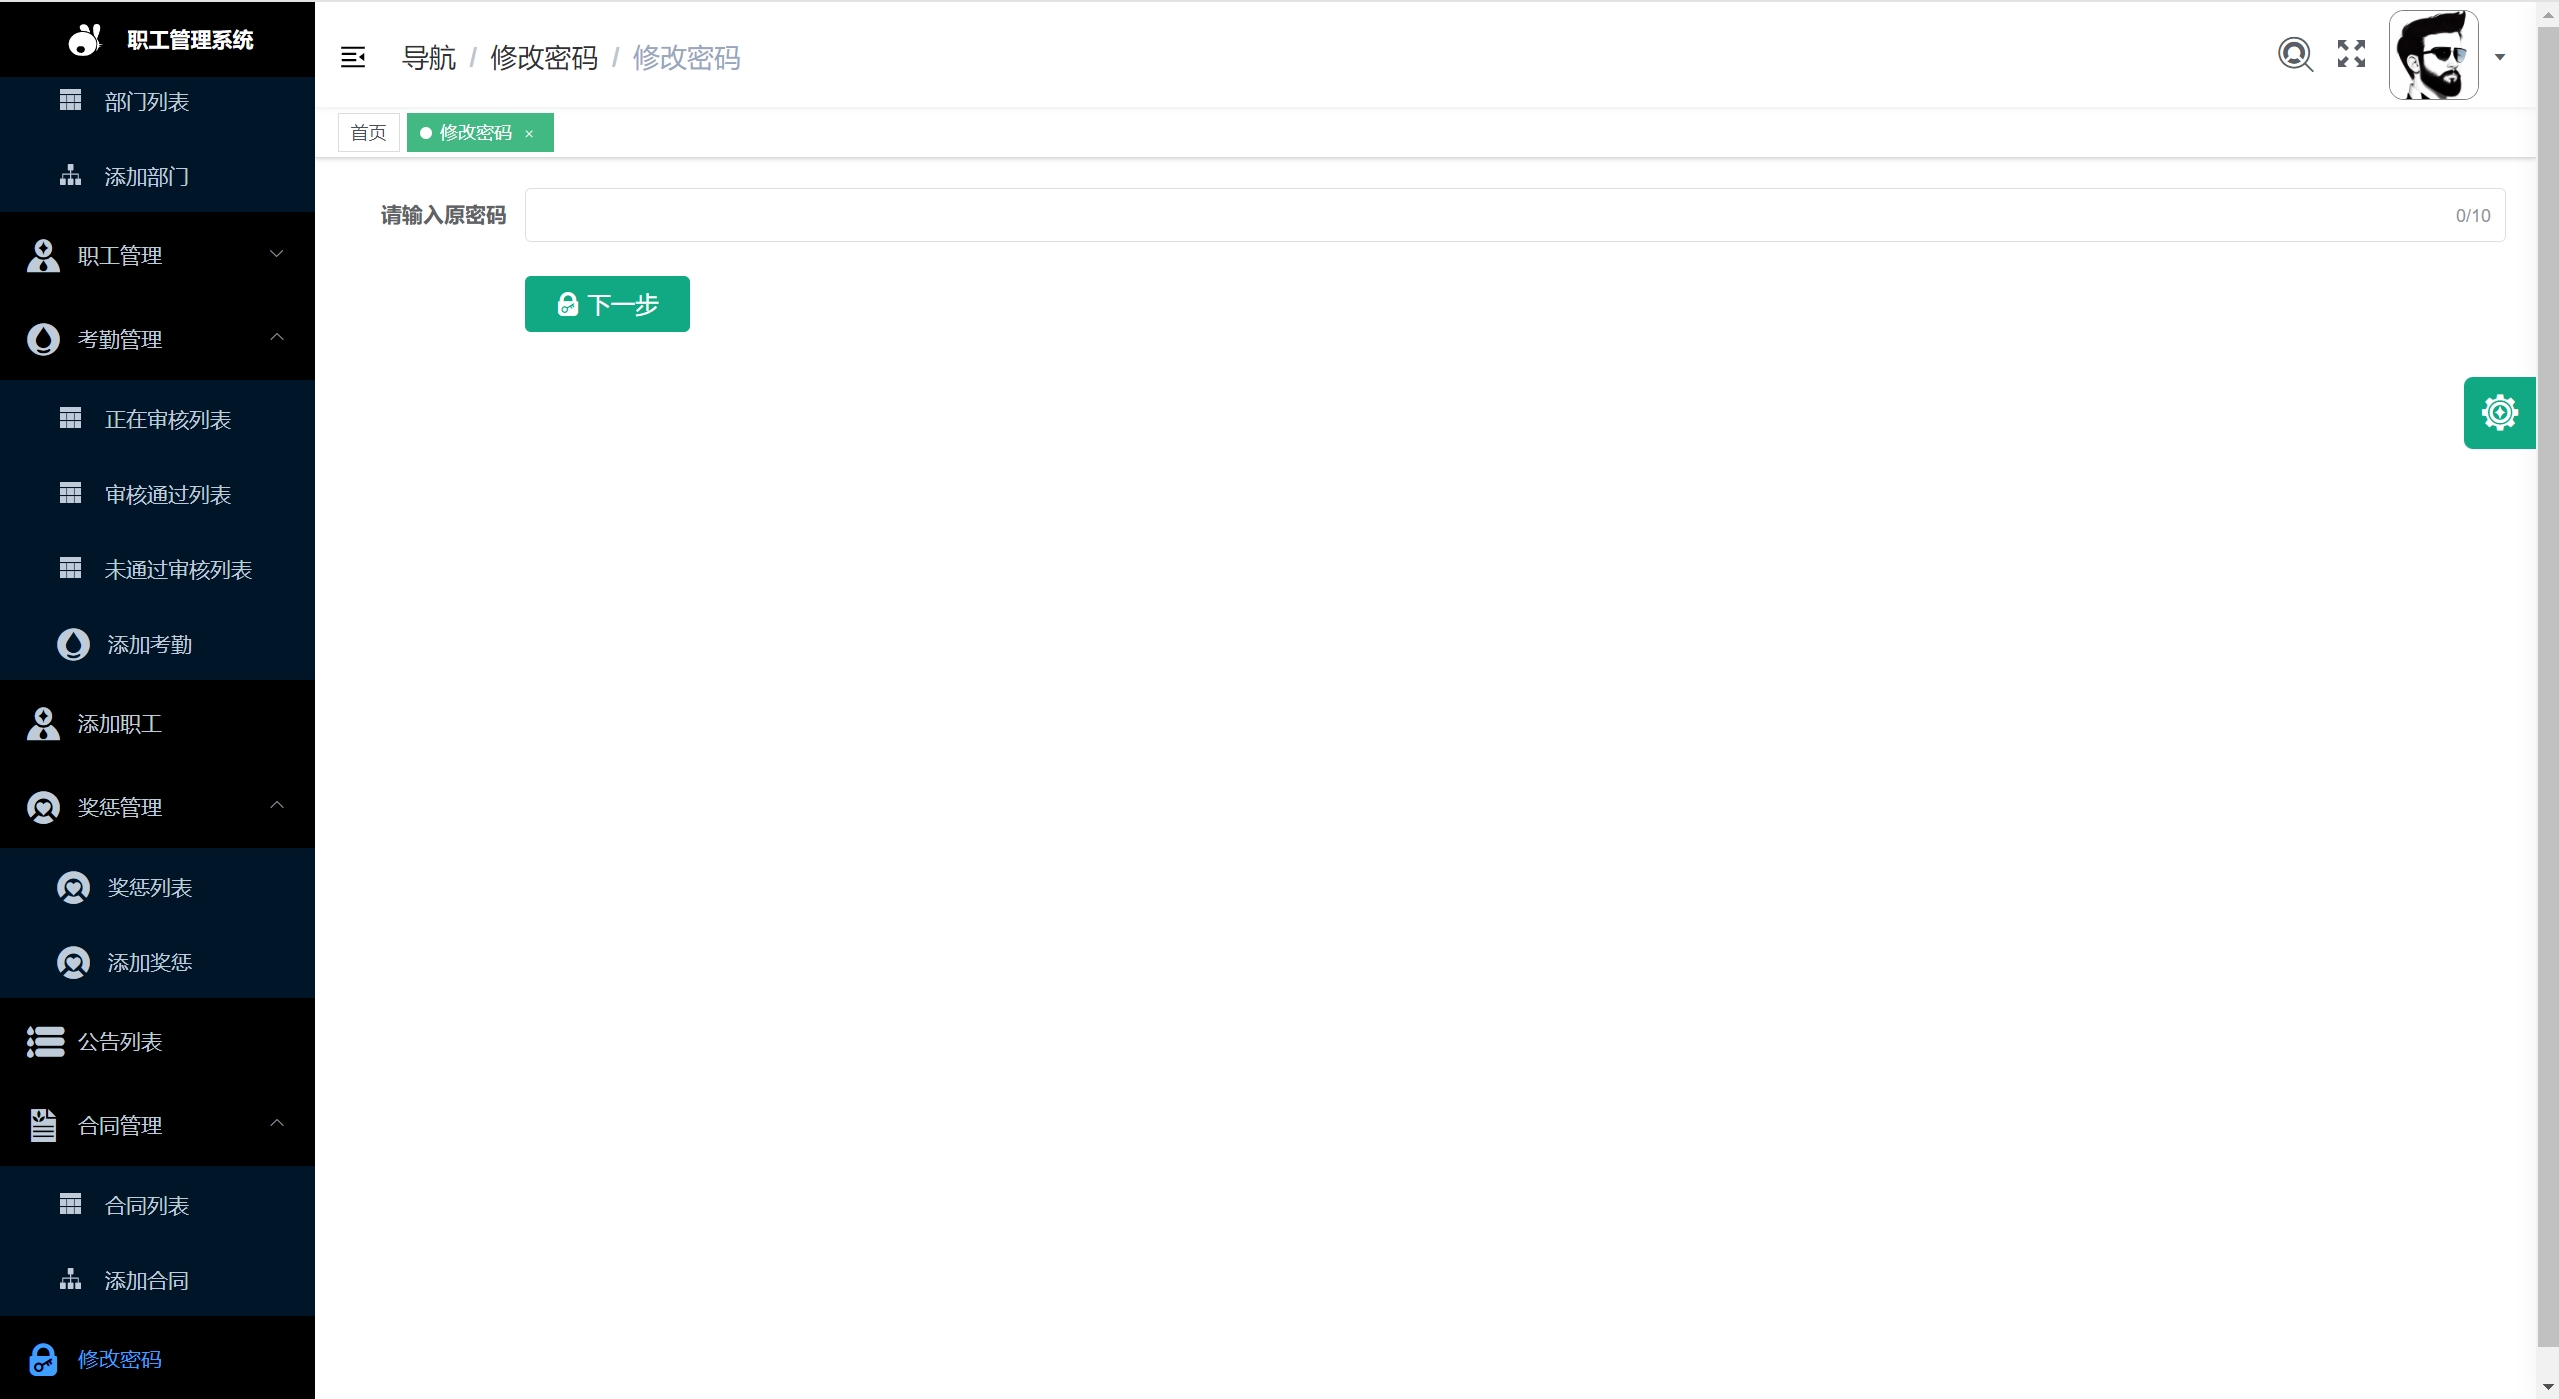 职工管理系统
部门列表
添加部门
职工管理
考勤管理
正在审核列表
审核通过列表
未通过审核列表
添加考勤
添加职工
奖惩管理
奖惩列表
添加奖惩
公告列表
合同管理
合同列表
添加合同
修改密码
导航 / 修改密码 / 修改密码
首页 修改密码 ×
请输入原密码 0/10
下一步